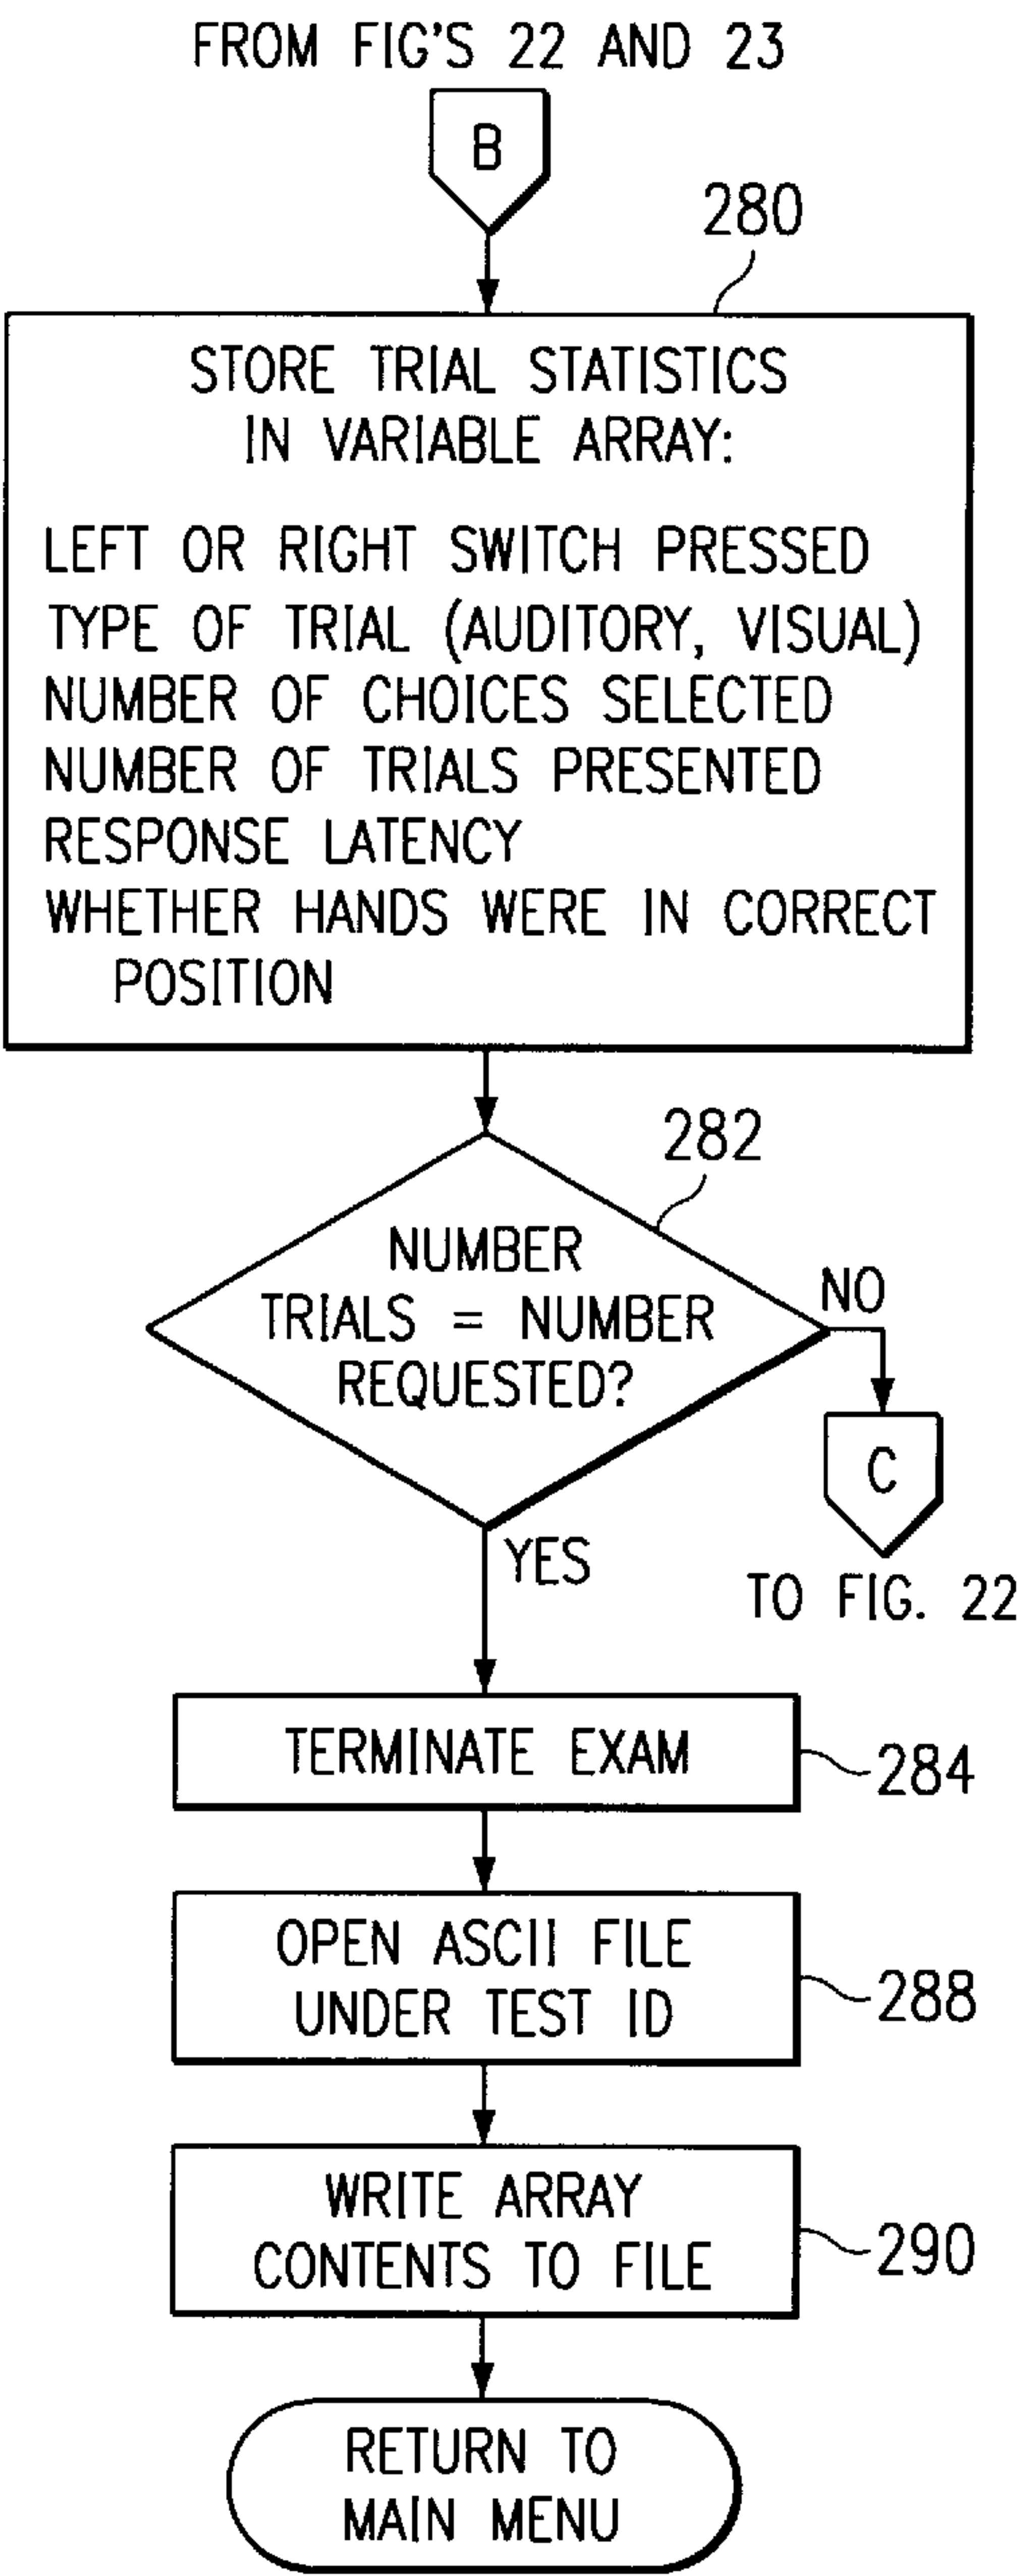 FROM FIG'S 22 AND 23
B
280
STORE TRIAL STATISTICS
IN VARIABLE ARRAY:
LEFT OR RIGHT SWITCH PRESSED
TYPE OF TRIAL (AUDITORY, VISUAL)
NUMBER OF CHOICES SELECTED
NUMBER OF TRIALS PRESENTED
RESPONSE LATENCY
WHETHER HANDS WERE IN CORRECT
POSITION
282
NUMBER
TRIALS = NUMBER
REQUESTED?
NO
C
TO FIG. 22
YES
TERMINATE EXAM
284
OPEN ASCII FILE
UNDER TEST ID
288
WRITE ARRAY
CONTENTS TO FILE
290
RETURN TO
MAIN MENU